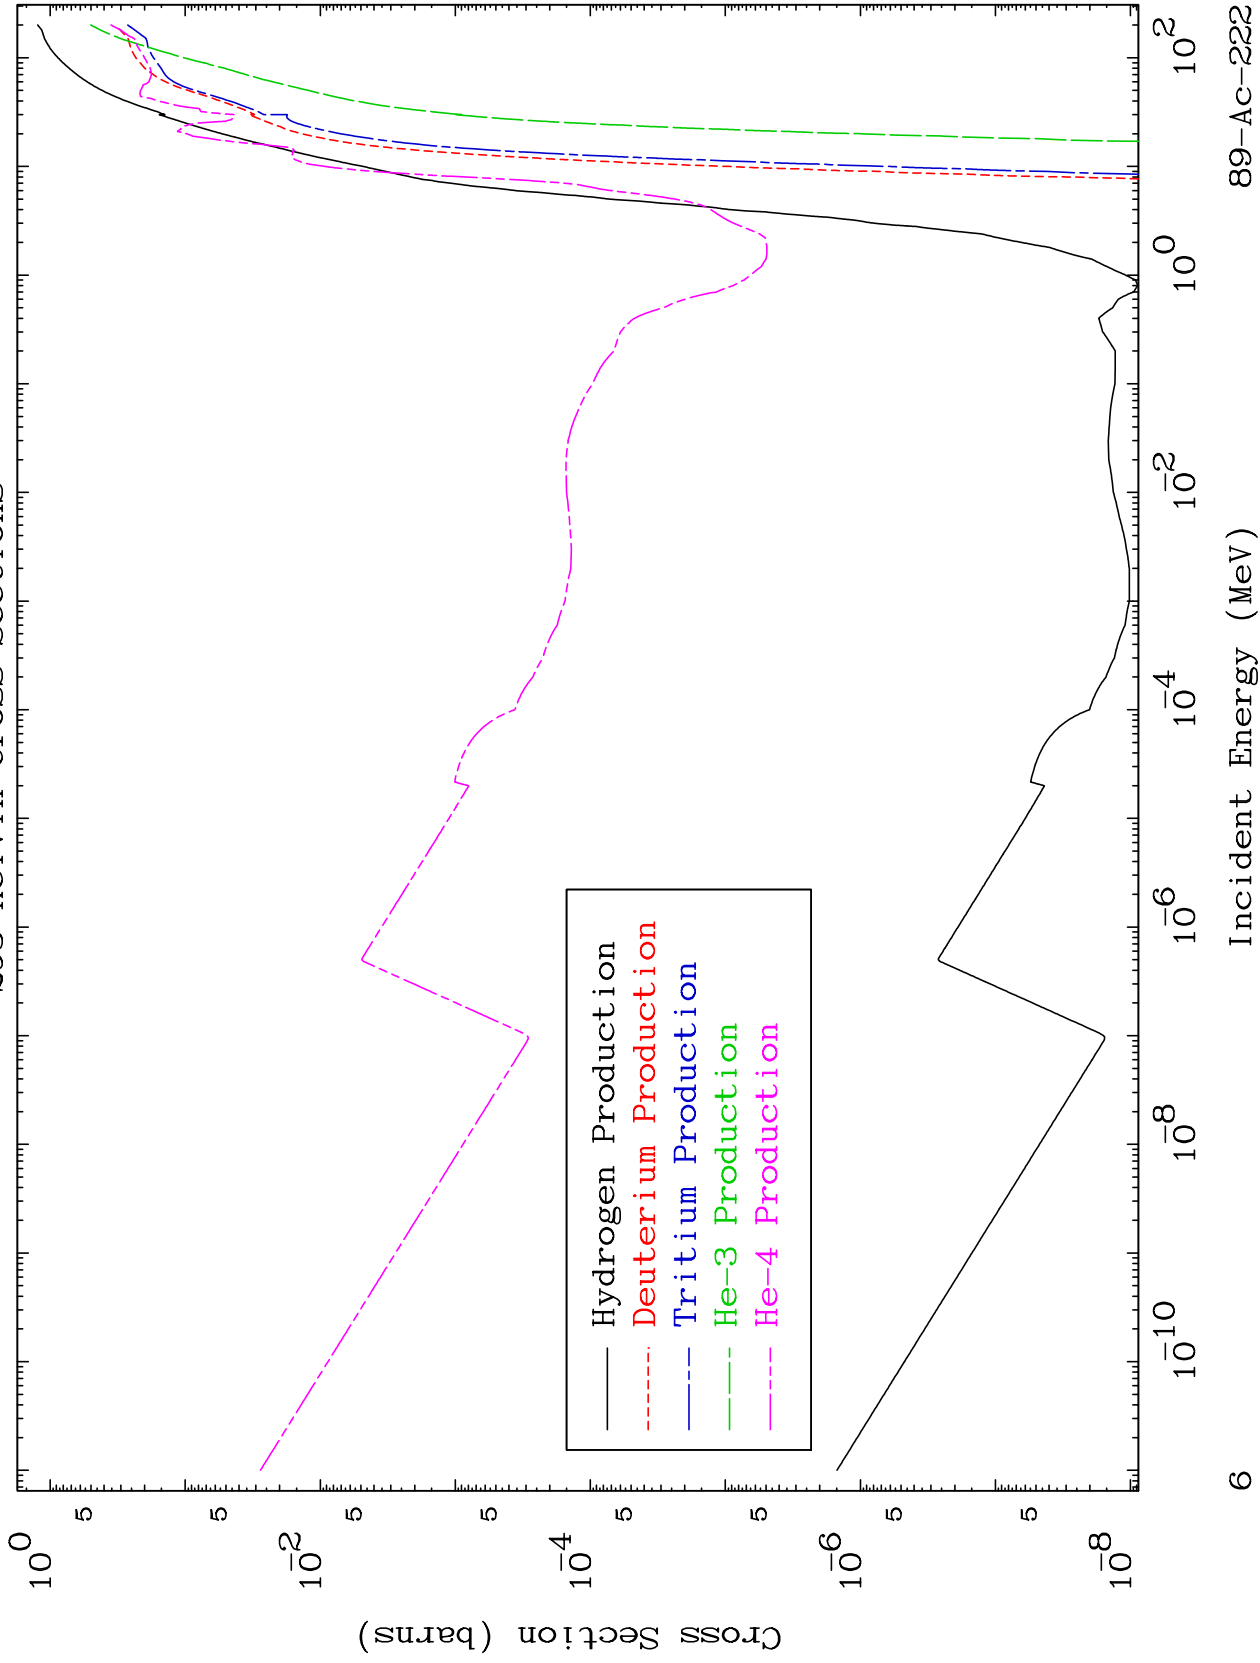 10^0
5
10^-2
5
5
10^-4
5
5
10^-6
5
5
10^-8
Cross Section (barns)
Hydrogen Production
Deuterium Production
Tritium Production
He-3 Production
He-4 Production
10^-10
10^-8
10^-6
10^-4
10^-2
10^0
10^2
Incident Energy (MeV)
6
89-Ac-222